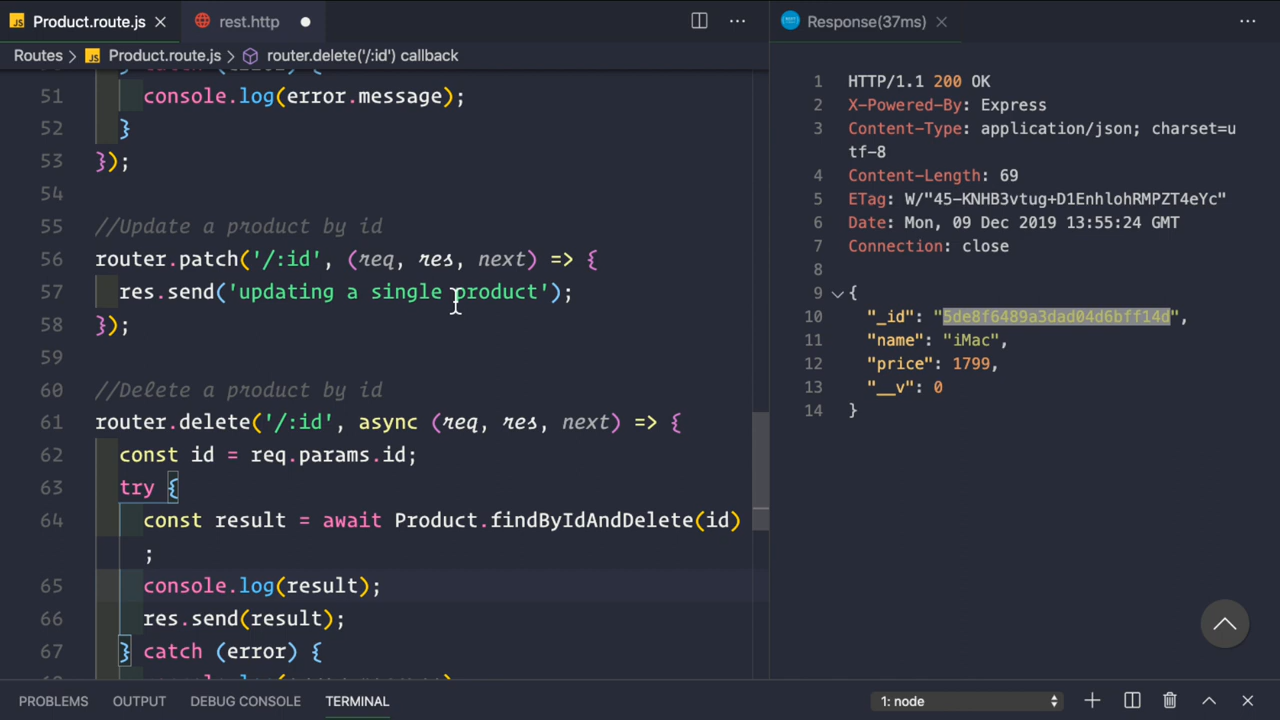 JS Product.route.js
rest.http
Response(37ms)
Routes > JS Product.route.js > router.delete('/:id') callback
51 console.log(error.message);
52 }
53 });
54
55 //Update a product by id
56 router.patch('/:id', (req, res, next) => {
57 res.send('updating a single product');
58 });
59
60 //Delete a product by id
61 router.delete('/:id', async (req, res, next) => {
62 const id = req.params.id;
63 try {
64 const result = await Product.findByIdAndDelete(id)
;
65 console.log(result);
66 res.send(result);
67 } catch (error) {
1 HTTP/1.1 200 OK
2 X-Powered-By: Express
3 Content-Type: application/json; charset=u
tf-8
4 Content-Length: 69
5 ETag: W/"45-KNHB3vtug+D1EnhlohRMPZT4eYc"
6 Date: Mon, 09 Dec 2019 13:55:24 GMT
7 Connection: close
8
9 {
10 "_id": "5de8f6489a3dad04d6bff14d",
11 "name": "iMac",
12 "price": 1799,
13 "__v": 0
14 }
PROBLEMS OUTPUT DEBUG CONSOLE TERMINAL
1: node